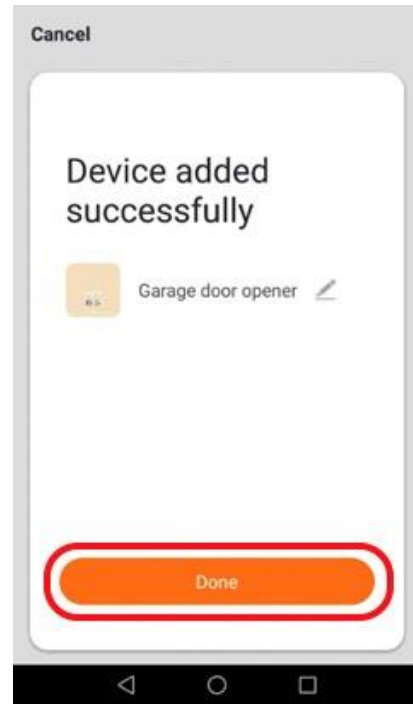 Cancel
Device added
successfully
Garage door opener
Done